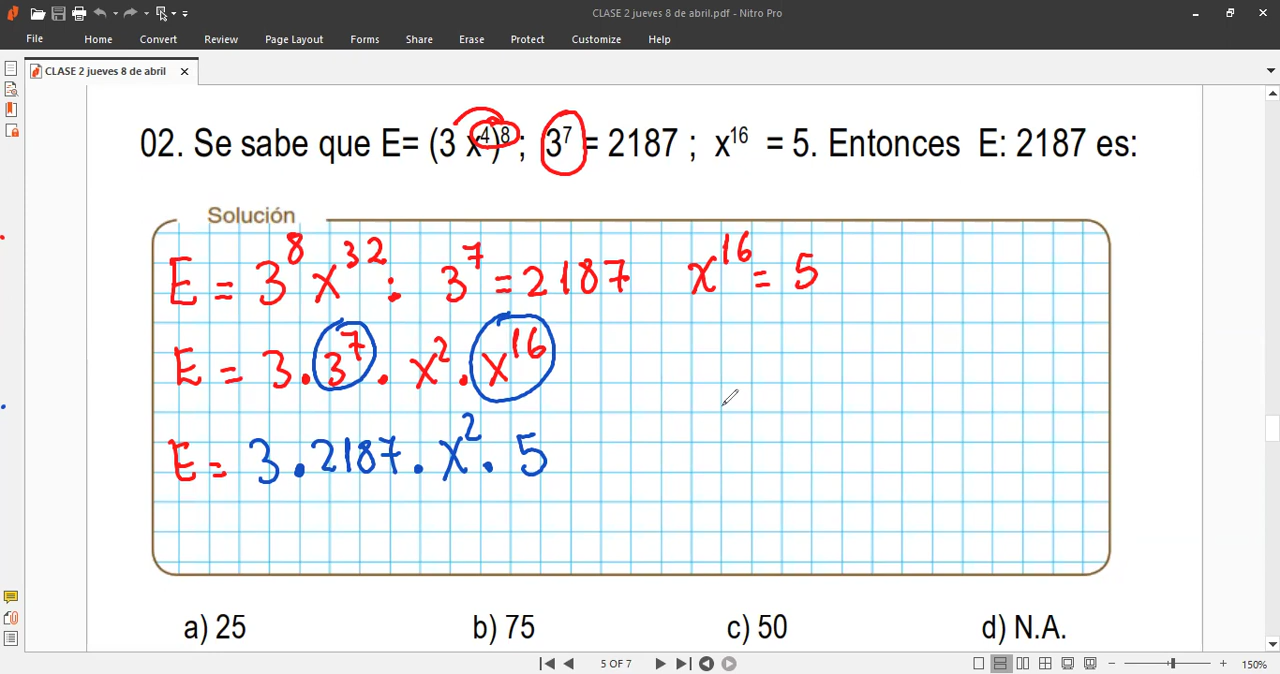 CLASE 2 jueves 8 de abril.pdf - Nitro Pro
File Home Convert Review Page Layout Forms Share Erase Protect Customize Help
CLASE 2 jueves 8 de abril
02. Se sabe que E= (3 x⁴)⁸ ; 3⁷ = 2187 ; x¹⁶ = 5. Entonces E: 2187 es:
Solución
E = 3⁸ x³² : 3⁷ = 2187 x¹⁶ = 5
E = 3 . 3⁷ . x² . x¹⁶
E = 3 . 2187 . x² . 5
a) 25 b) 75 c) 50 d) N.A.
5 OF 7 150%